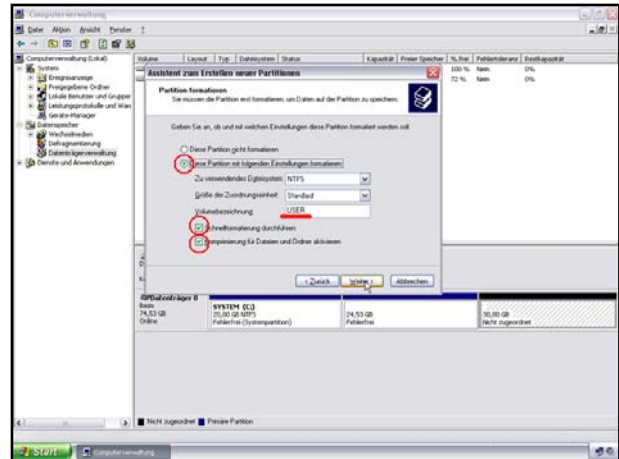 Computerverwaltung
Datei Aktion Ansicht Fenster ?
Computerverwaltung (Lokal)
System
Ereignisanzeige
Freigegebene Ordner
Lokale Benutzer und Gruppen
Leistungsprotokolle und Warn
Geräte-Manager
Datenspeicher
Wechselmedien
Defragmentierung
Datenträgerverwaltung
Dienste und Anwendungen
Volume Layout Typ Dateisystem Status Kapazität Freier Speicher % frei Fehlertoleranz Restkapazität
100 % Nein 0%
72 % Nein 0%
Assistent zum Erstellen neuer Partitionen
Partition formatieren
Sie müssen die Partition erst formatieren, um Daten auf der Partition zu speichern.
Geben Sie an, ob und mit welchen Einstellungen diese Partition formatiert werden soll.
Diese Partition nicht formatieren
Diese Partition mit folgenden Einstellungen formatieren:
Zu verwendendes Dateisystem: NTFS
Größe der Zuordnungseinheit: Standard
Volumebezeichnung: USER
Schnellformatierung durchführen
Komprimierung für Dateien und Ordner aktivieren
< Zurück Weiter > Abbrechen
Datenträger 0
Basis
74,53 GB
Online
SYSTEM (C:)
20,00 GB NTFS
Fehlerfrei (Systempartition)
24,53 GB
Fehlerfrei
30,00 GB
Nicht zugeordnet
Nicht zugeordnet Primäre Partition
Start Computerverwaltung